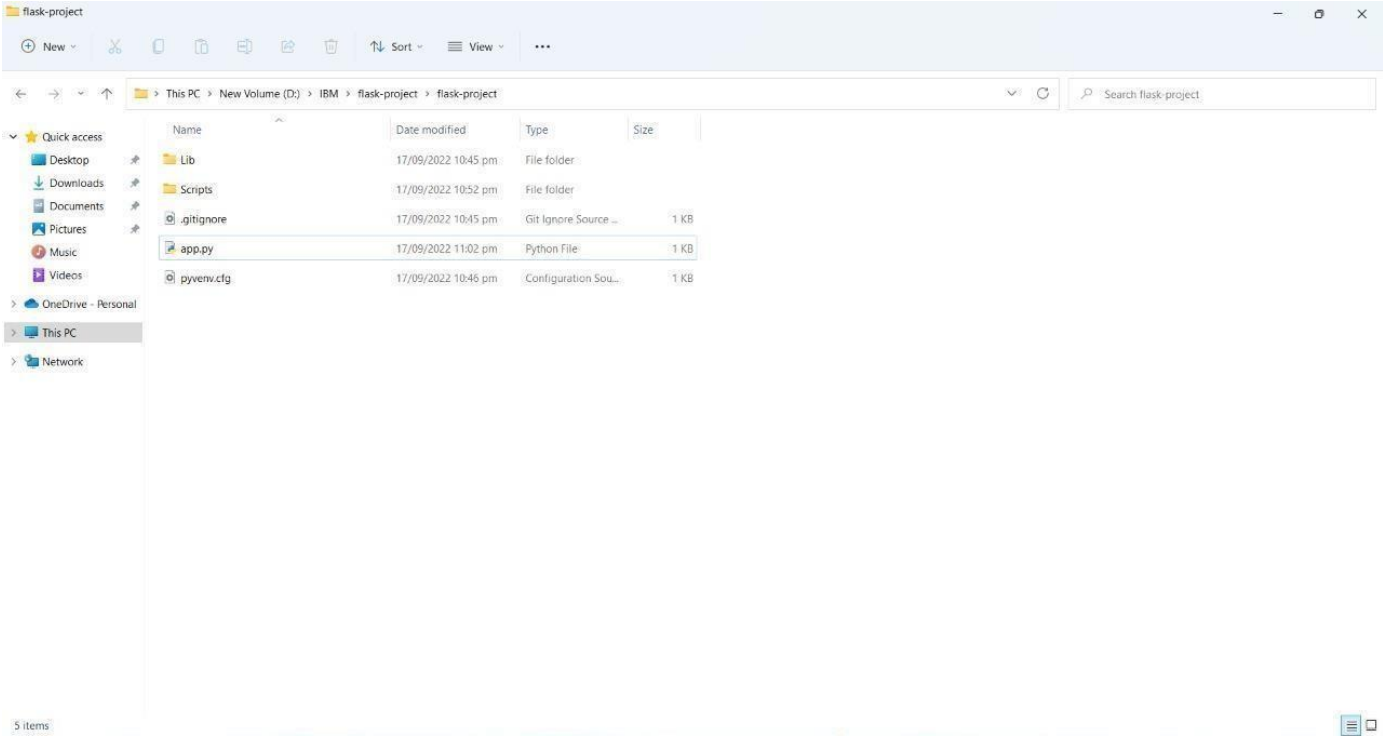 flask-project
New Sort View
This PC > New Volume (D:) > IBM > flask-project > flask-project
Search flask-project
Name Date modified Type Size
Quick access
Desktop
Downloads
Documents
Pictures
Music
Videos
OneDrive - Personal
This PC
Network
Lib 17/09/2022 10:45 pm File folder
Scripts 17/09/2022 10:52 pm File folder
.gitignore 17/09/2022 10:45 pm Git Ignore Source ... 1 KB
app.py 17/09/2022 11:02 pm Python File 1 KB
pyvenv.cfg 17/09/2022 10:46 pm Configuration Sou... 1 KB
5 items